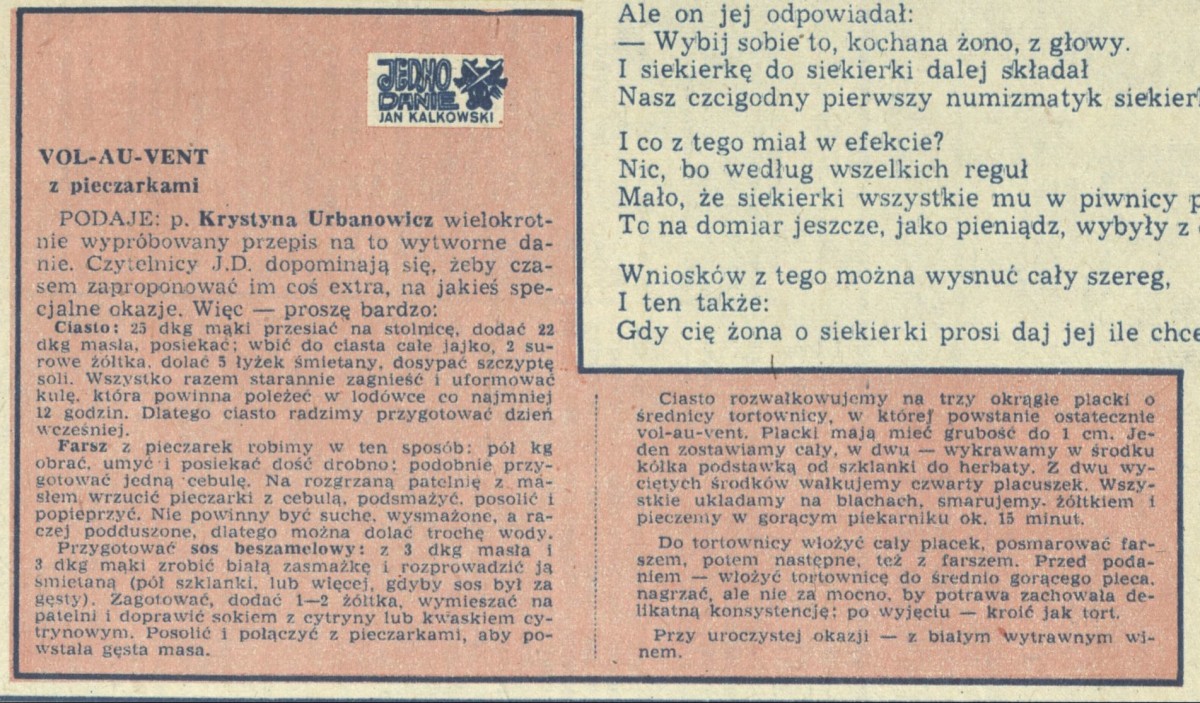 JEDNO
DANIE
JAN KALKOWSKI
VOL-AU-VENT
z pieczarkami
PODAJE: p. Krystyna Urbanowicz wielokrot-
nie wypróbowany przepis na to wytworne da-
nie. Czytelnicy J.D. dopominają się, żeby cza-
sem zaproponować im coś extra, na jakieś spe-
cjalne okazje. Więc — proszę bardzo:
Ciasto: 25 dkg mąki przesiać na stolnicę, dodać 22
dkg masła, posiekać; wbić do ciasta całe jajko, 2 su-
rowe żółtka, dolać 5 łyżek śmietany, dosypać szczyptę
soli. Wszystko razem starannie zagnieść i uformować
kulę, która powinna poleżeć w lodówce co najmniej
12 godzin. Dlatego ciasto radzimy przygotować dzień
wcześniej.
Farsz z pieczarek robimy w ten sposób: pół kg
obrać, umyć i posiekać dość drobno; podobnie przy-
gotować jedną cebulę. Na rozgrzaną patelnię z ma-
słem wrzucić pieczarki z cebulą, podsmażyć, posolić i
popieprzyć. Nie powinny być suche, wysmażone, a ra-
czej podduszone, dlatego można dolać trochę wody.
Przygotować sos beszamelowy: z 3 dkg masła i
3 dkg mąki zrobić białą zasmażkę i rozprowadzić ją
śmietaną (pół szklanki, lub więcej, gdyby sos był za
gęsty). Zagotować, dodać 1—2 żółtka, wymieszać na
patelni i doprawić sokiem z cytryny lub kwaskiem cy-
trynowym. Posolić i połączyć z pieczarkami, aby po-
wstała gęsta masa.
Ciasto rozwałkowujemy na trzy okrągłe placki o
średnicy tortownicy, w której powstanie ostatecznie
vol-au-vent. Placki mają mieć grubość do 1 cm. Je-
den zostawiamy cały, w dwu — wykrawamy w środku
kółka podstawką od szklanki do herbaty. Z dwu wy-
ciętych środków wałkujemy czwarty placuszek. Wszy-
stkie układamy na blachach, smarujemy żółtkiem i
pieczemy w gorącym piekarniku ok. 15 minut.
Do tortownicy włożyć cały placek, posmarować far-
szem, potem następne, też z farszem. Przed poda-
niem — włożyć tortownicę do średnio gorącego pieca,
nagrzać, ale nie za mocno, by potrawa zachowała de-
likatną konsystencję; po wyjęciu — kroić jak tort.
Przy uroczystej okazji — z białym wytrawnym wi-
nem.
Ale on jej odpowiadał:
— Wybij sobie to, kochana żono, z głowy.
I siekierkę do siekierki dalej składał
Nasz czcigodny pierwszy numizmatyk siekier
I co z tego miał w efekcie?
Nic, bo według wszelkich reguł
Mało, że siekierki wszystkie mu w piwnicy p
To na domiar jeszcze, jako pieniądz, wybyły z
Wniosków z tego można wysnuć cały szereg,
I ten także:
Gdy cię żona o siekierki prosi daj jej ile chce